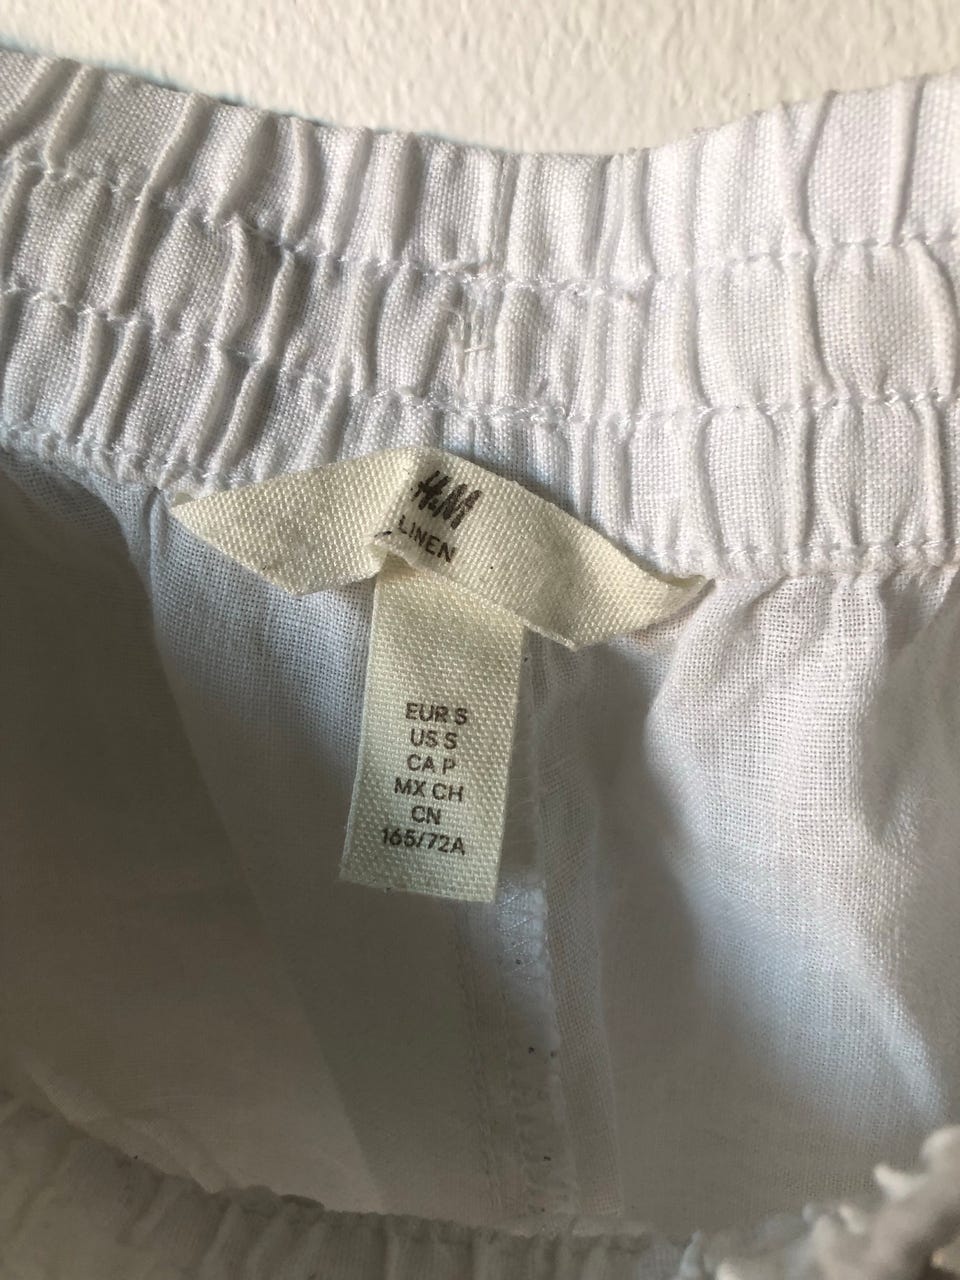 H&M
LINEN
EUR S
US S
CA P
MX CH
CN
165/72A